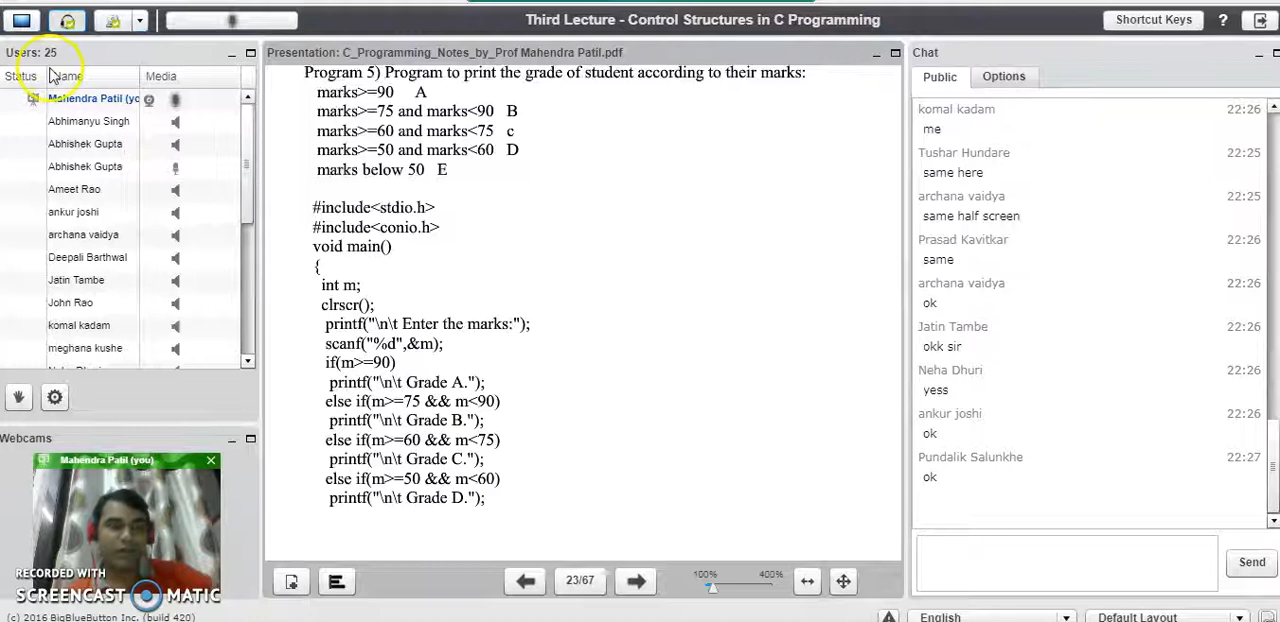 Third Lecture - Control Structures in C Programming
Shortcut Keys
?
Users: 25
Status Name Media
Mahendra Patil (yo
Abhimanyu Singh
Abhishek Gupta
Abhishek Gupta
Ameet Rao
ankur joshi
archana vaidya
Deepali Barthwal
Jatin Tambe
John Rao
komal kadam
meghana kushe
Webcams
Mahendra Patil (you)
RECORDED WITH
SCREENCAST MATIC
(c) 2016 BigBlueButton Inc. (build 420)
Presentation: C_Programming_Notes_by_Prof Mahendra Patil.pdf
Program 5) Program to print the grade of student according to their marks:
marks>=90 A
marks>=75 and marks<90 B
marks>=60 and marks<75 c
marks>=50 and marks<60 D
marks below 50 E
#include<stdio.h>
#include<conio.h>
void main()
{
int m;
clrscr();
printf("\n\t Enter the marks:");
scanf("%d",&m);
if(m>=90)
printf("\n\t Grade A.");
else if(m>=75 && m<90)
printf("\n\t Grade B.");
else if(m>=60 && m<75)
printf("\n\t Grade C.");
else if(m>=50 && m<60)
printf("\n\t Grade D.");
23/67
100% 400%
Chat
Public Options
komal kadam 22:26
me
Tushar Hundare 22:25
same here
archana vaidya 22:25
same half screen
Prasad Kavitkar 22:26
same
archana vaidya 22:26
ok
Jatin Tambe 22:26
okk sir
Neha Dhuri 22:26
yess
ankur joshi 22:26
ok
Pundalik Salunkhe 22:27
ok
Send
English
Default Layout